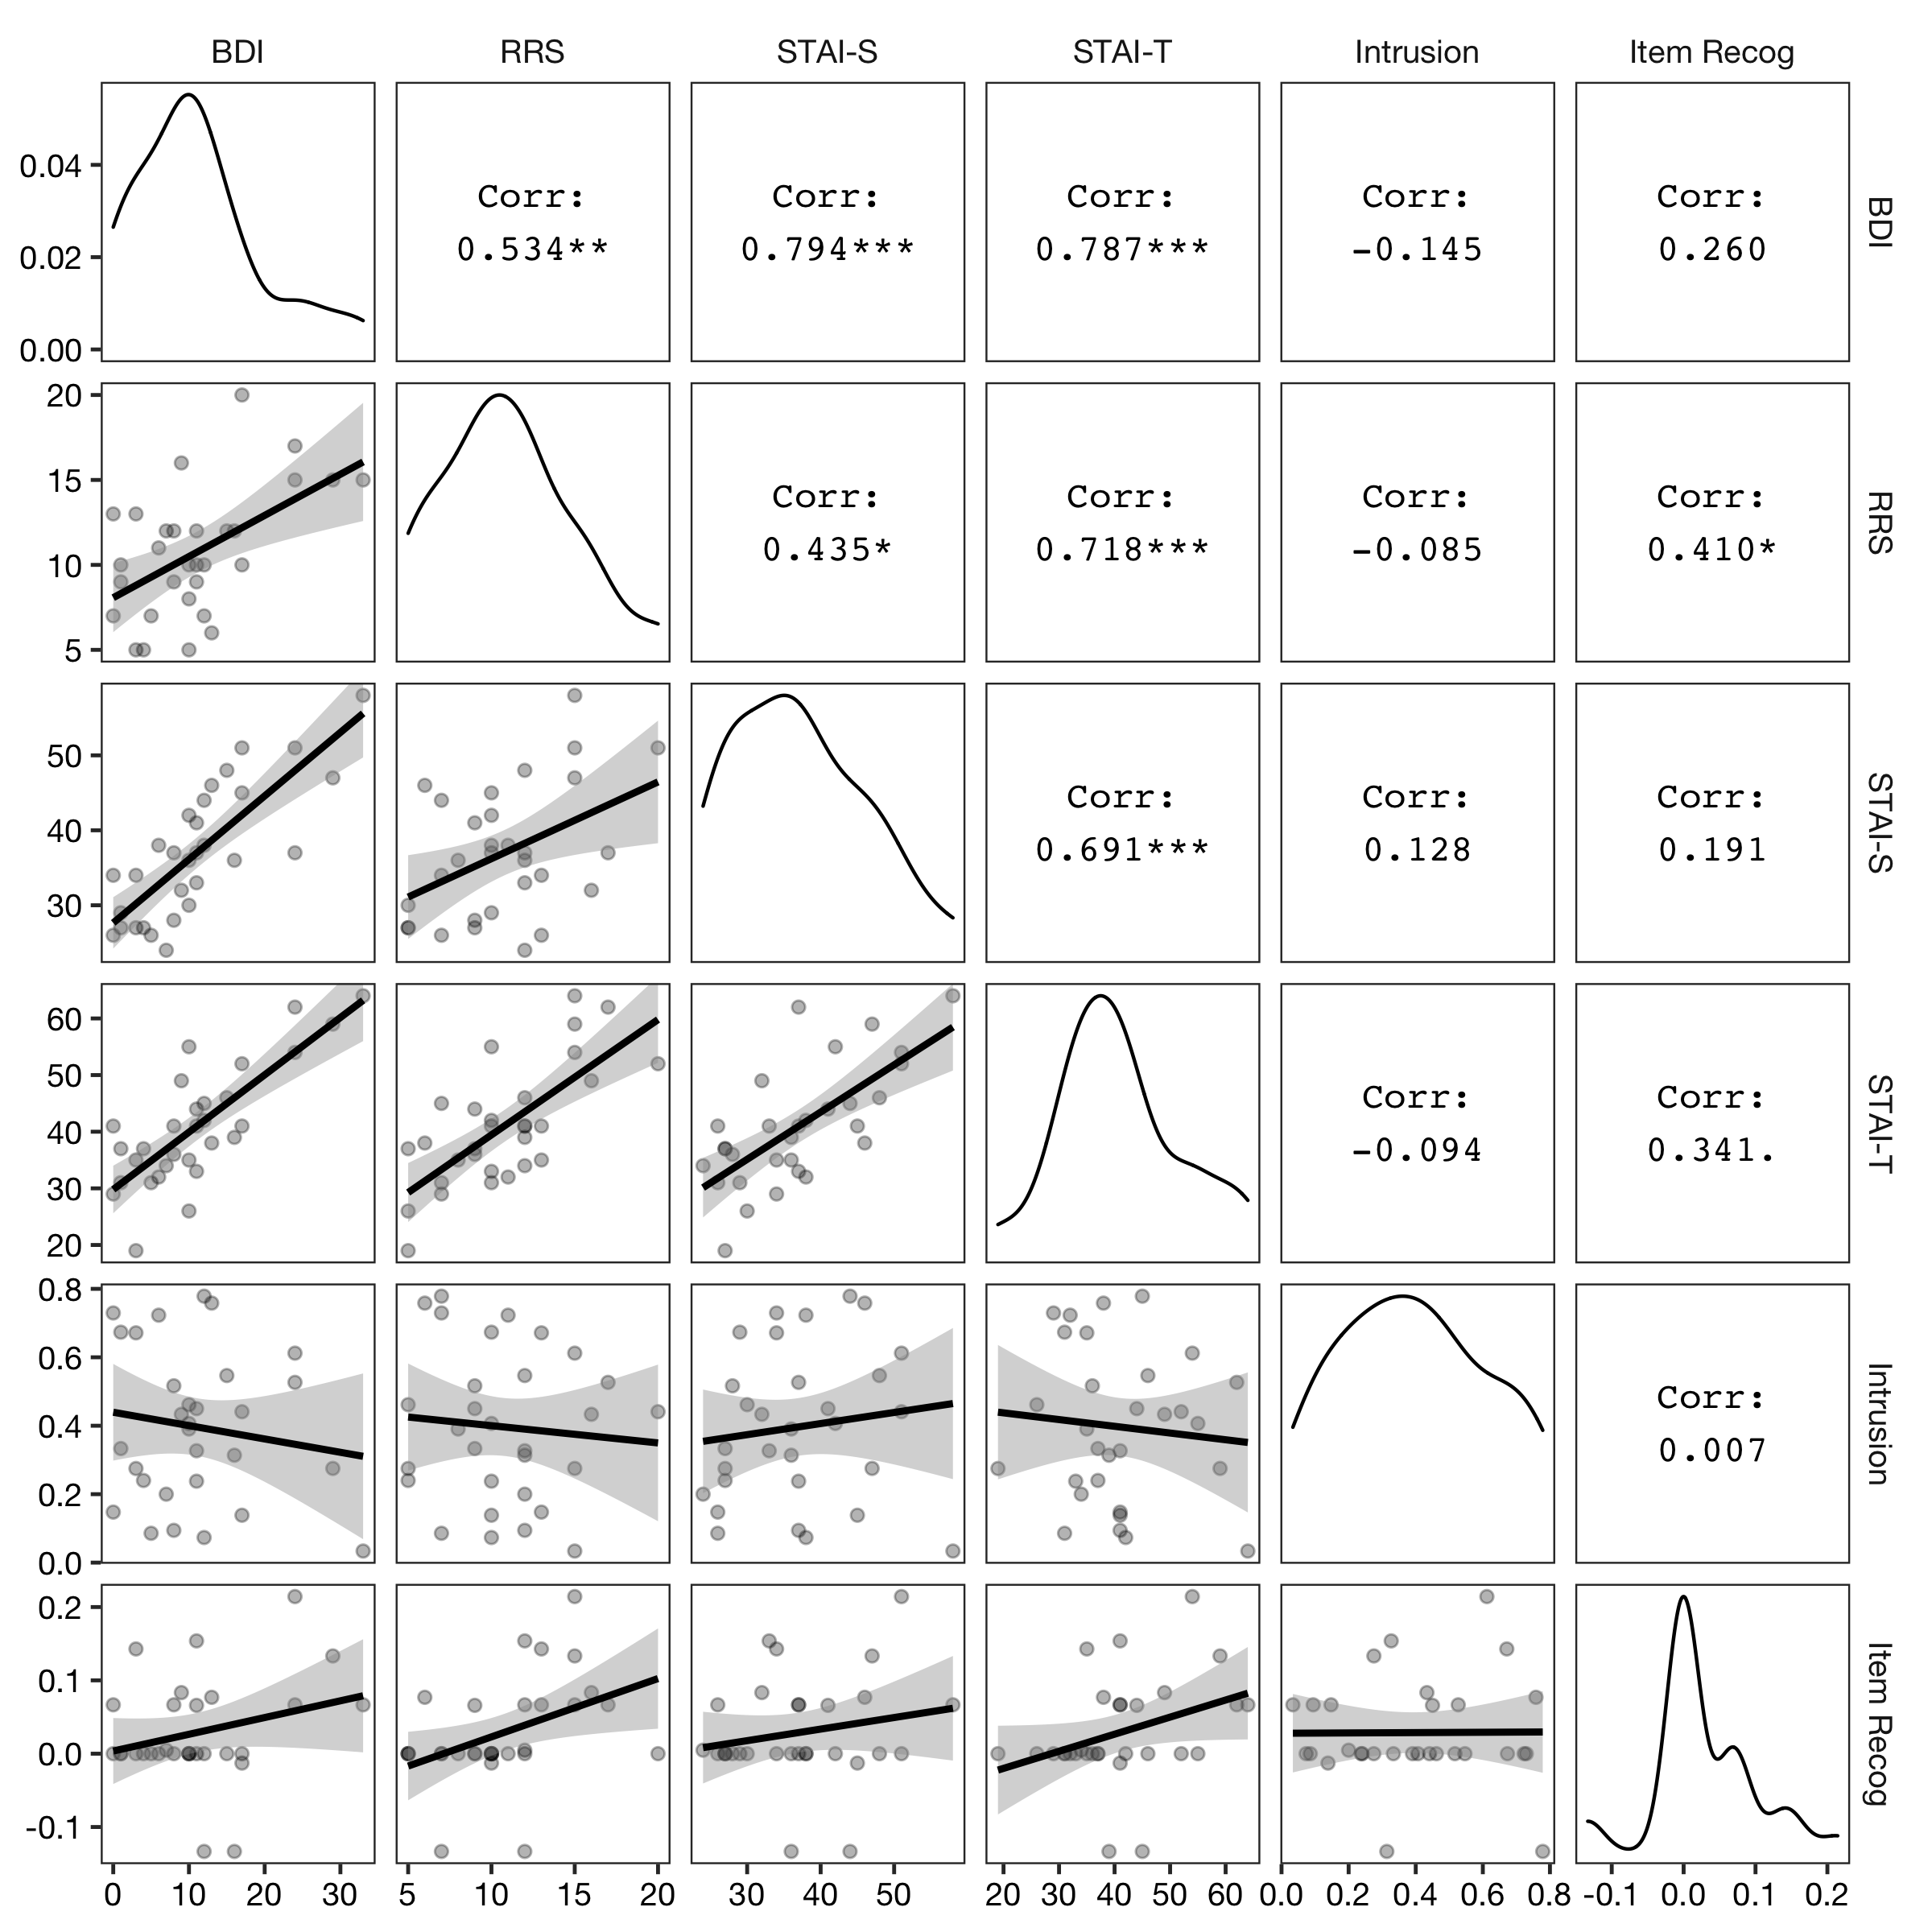 BDI RRS STAI-S STAI-T Intrusion Item Recog
0.04
0.02
0.00
Corr: Corr: Corr: Corr: Corr:
0.534** 0.794*** 0.787*** -0.145 0.260
BDI
20
15
10
5
Corr: Corr: Corr: Corr:
0.435* 0.718*** -0.085 0.410*
RRS
50
40
30
Corr: Corr: Corr:
0.691*** 0.128 0.191
STAI-S
60
50
40
30
20
Corr: Corr:
-0.094 0.341.
STAI-T
0.8
0.6
0.4
0.2
0.0
Corr:
0.007
Intrusion
0.2
0.1
0.0
-0.1
Item Recog
0 10 20 30 5 10 15 20 30 40 50 20 30 40 50 60 0.0 0.2 0.4 0.6 0.8 -0.1 0.0 0.1 0.2